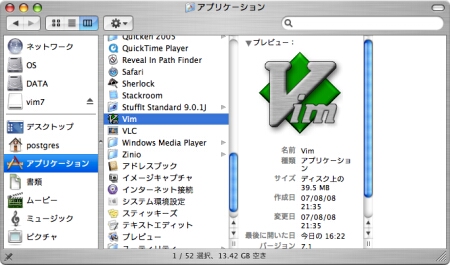 アプリケーション
ネットワーク
OS
DATA
vim7
デスクトップ
postgres
アプリケーション
書類
ムービー
ミュージック
ピクチャ
Quicken 2005
QuickTime Player
Reveal In Path Finder
Safari
Sherlock
Stackroom
StuffIt Standard 9.0.1J
Vim
VLC
Windows Media Player
Zinio
アドレスブック
イメージキャプチャ
インターネット接続
システム環境設定
スティッキーズ
テキストエディット
プレビュー
ユーティリティ
プレビュー：
Vim
名前 Vim
種類 アプリケーション
サイズ ディスク上の 39.5 MB
作成日 07/08/08 21:35
変更日 07/08/08 21:35
最後に開いた日 今日の 16:22
バージョン 7.1
1 / 52 選択、13.42 GB 空き